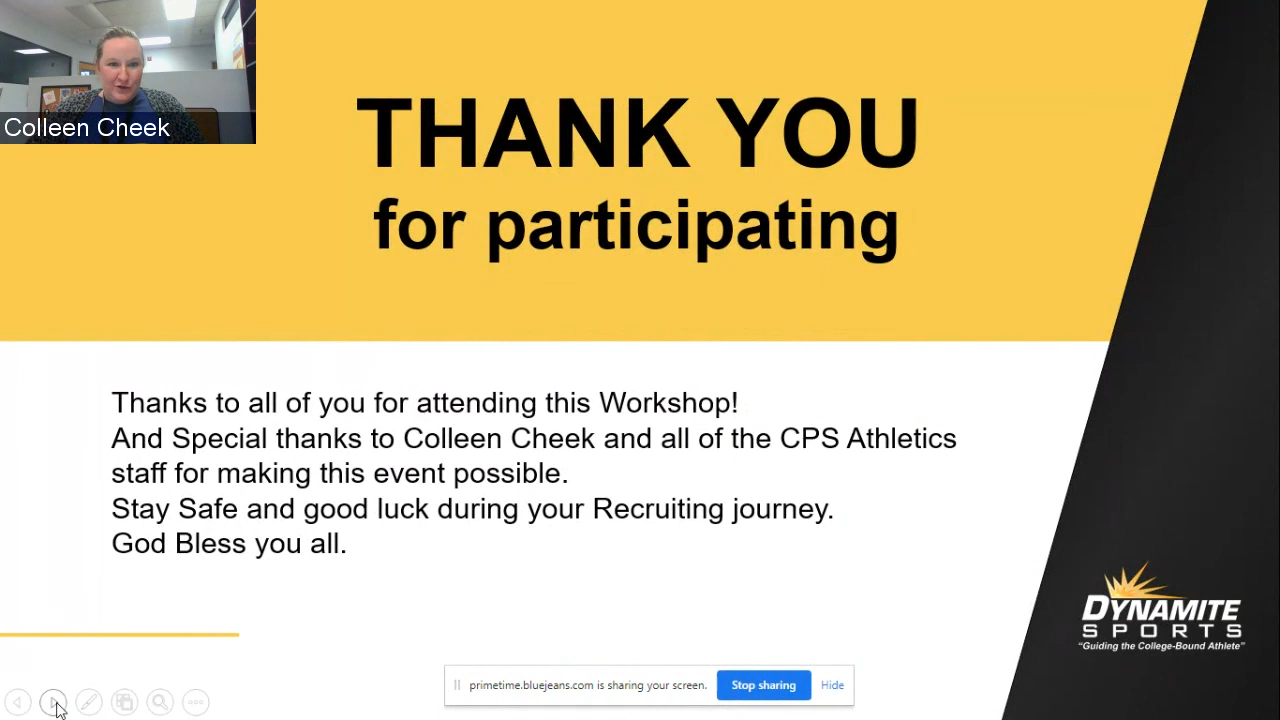 Colleen Cheek
THANK YOU
for participating
Thanks to all of you for attending this Workshop!
And Special thanks to Colleen Cheek and all of the CPS Athletics
staff for making this event possible.
Stay Safe and good luck during your Recruiting journey.
God Bless you all.
DYNAMITE
SPORTS
"Guiding the College-Bound Athlete"
primetime.bluejeans.com is sharing your screen.
Stop sharing
Hide